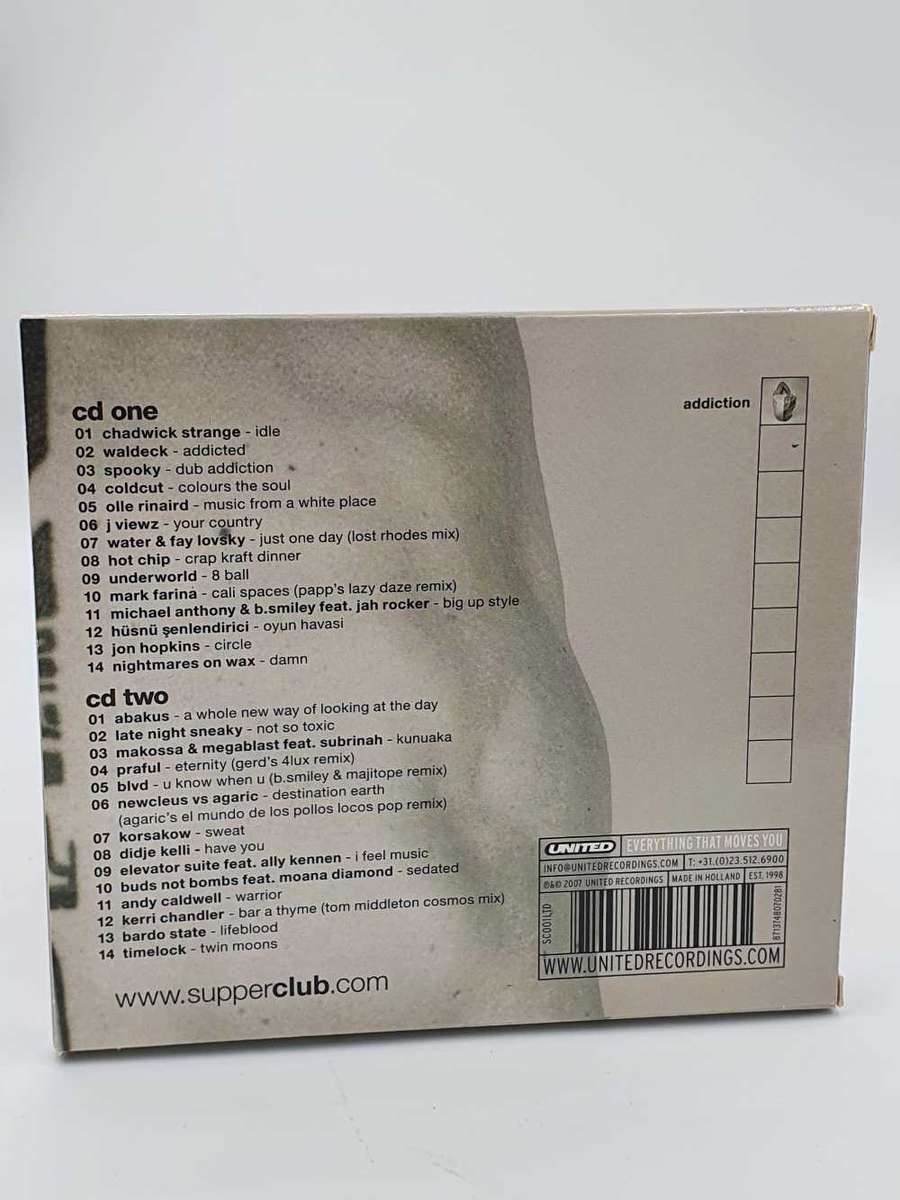 cd one
01 chadwick strange - idle
02 waldeck - addicted
03 spooky - dub addiction
04 coldcut - colours the soul
05 olle rinaird - music from a white place
06 j viewz - your country
07 water & fay lovsky - just one day (lost rhodes mix)
08 hot chip - crap kraft dinner
09 underworld - 8 ball
10 mark farina - cali spaces (papp's lazy daze remix)
11 michael anthony & b.smiley feat. jah rocker - big up style
12 hüsnü şenlendirici - oyun havasi
13 jon hopkins - circle
14 nightmares on wax - damn
cd two
01 abakus - a whole new way of looking at the day
02 late night sneaky - not so toxic
03 makossa & megablast feat. subrinah - kunuaka
04 praful - eternity (gerd's 4lux remix)
05 blvd - u know when u (b.smiley & majitope remix)
06 newcleus vs agaric - destination earth
(agaric's el mundo de los pollos locos pop remix)
07 korsakow - sweat
08 didje kelli - have you
09 elevator suite feat. ally kennen - i feel music
10 buds not bombs feat. moana diamond - sedated
11 andy caldwell - warrior
12 kerri chandler - bar a thyme (tom middleton cosmos mix)
13 bardo state - lifeblood
14 timelock - twin moons
www.supperclub.com
addiction
UNITED EVERYTHING THAT MOVES YOU
INFO@UNITEDRECORDINGS.COM T: +31.(0)23.512.6900
℗&© 2007 UNITED RECORDINGS MADE IN HOLLAND EST. 1998
SC001LTD
8713748070281
WWW.UNITEDRECORDINGS.COM